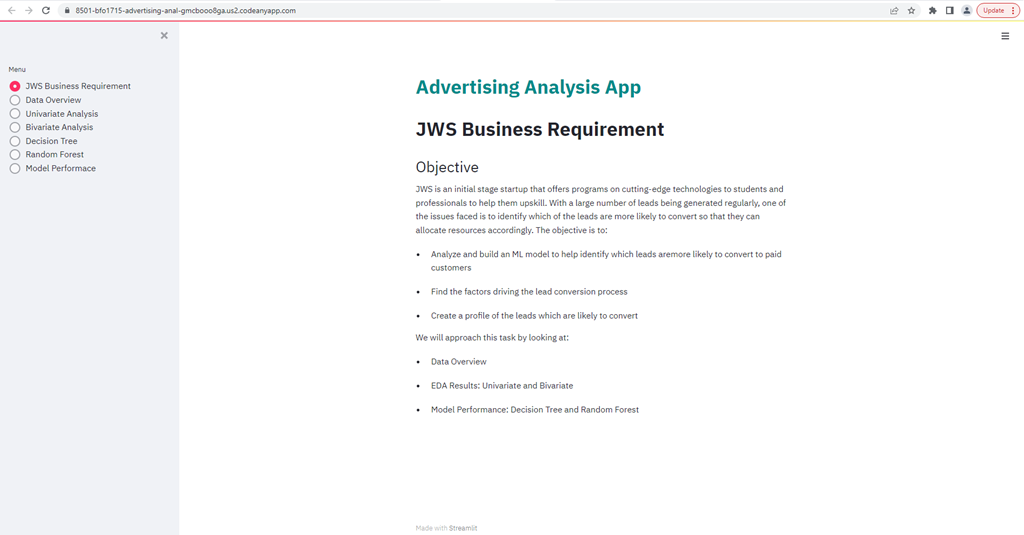 8501-bfo1715-advertising-anal-gmcbooo8ga.us2.codeanyapp.com
Update
Menu
JWS Business Requirement
Data Overview
Univariate Analysis
Bivariate Analysis
Decision Tree
Random Forest
Model Performace
Advertising Analysis App
JWS Business Requirement
Objective
JWS is an initial stage startup that offers programs on cutting-edge technologies to students and
professionals to help them upskill. With a large number of leads being generated regularly, one of
the issues faced is to identify which of the leads are more likely to convert so that they can
allocate resources accordingly. The objective is to:
• Analyze and build an ML model to help identify which leads aremore likely to convert to paid
customers
• Find the factors driving the lead conversion process
• Create a profile of the leads which are likely to convert
We will approach this task by looking at:
• Data Overview
• EDA Results: Univariate and Bivariate
• Model Performance: Decision Tree and Random Forest
Made with Streamlit